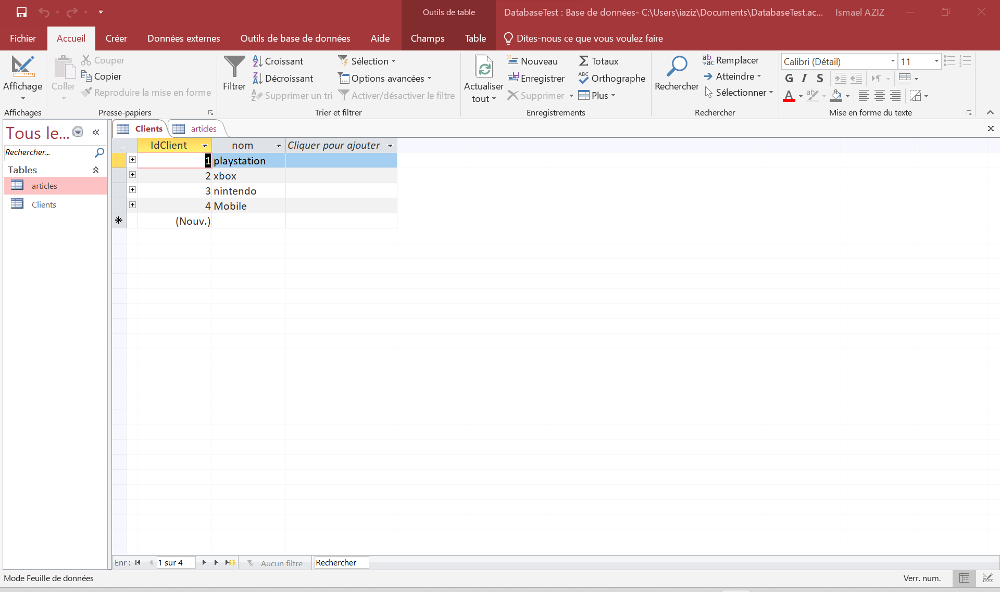 Outils de table
DatabaseTest : Base de données- C:\Users\iaziz\Documents\DatabaseTest.ac...
Ismael AZIZ
Fichier
Accueil
Créer
Données externes
Outils de base de données
Aide
Champs
Table
Dites-nous ce que vous voulez faire
Affichage
Affichages
Coller
Couper
Copier
Reproduire la mise en forme
Presse-papiers
Filtrer
Croissant
Décroissant
Supprimer un tri
Sélection
Options avancées
Activer/désactiver le filtre
Trier et filtrer
Actualiser
tout
Nouveau
Enregistrer
Supprimer
Totaux
Orthographe
Plus
Enregistrements
Rechercher
Remplacer
Atteindre
Sélectionner
Rechercher
Calibri (Détail)
11
G I S
Mise en forme du texte
Tous le...
Rechercher...
Tables
articles
Clients
Clients
articles
IdClient nom Cliquer pour ajouter
1 playstation
2 xbox
3 nintendo
4 Mobile
(Nouv.)
Enr : 1 sur 4 Aucun filtre Rechercher
Mode Feuille de données
Verr. num.